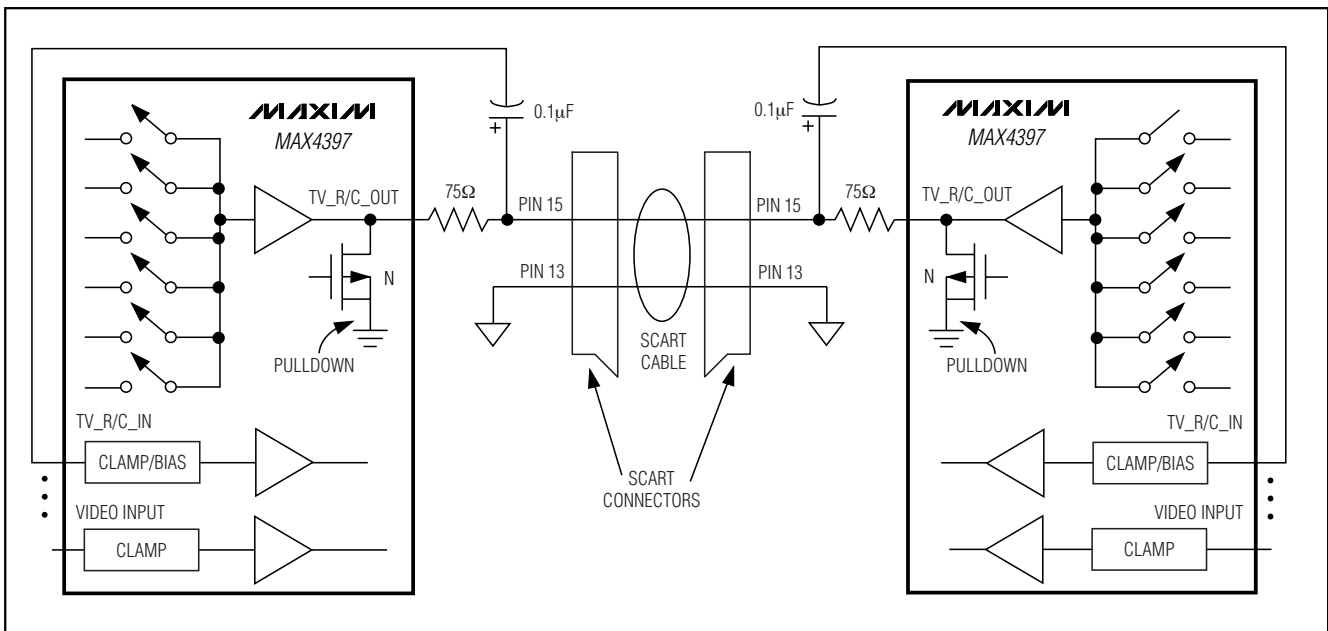 MAXIM
MAX4397
TV_R/C_OUT
N
PULLDOWN
TV_R/C_IN
CLAMP/BIAS
VIDEO INPUT
CLAMP
0.1μF
+
75Ω
PIN 15
PIN 13
SCART
CABLE
SCART
CONNECTORS
PIN 15
PIN 13
0.1μF
+
75Ω
MAXIM
MAX4397
TV_R/C_OUT
N
PULLDOWN
TV_R/C_IN
CLAMP/BIAS
VIDEO INPUT
CLAMP